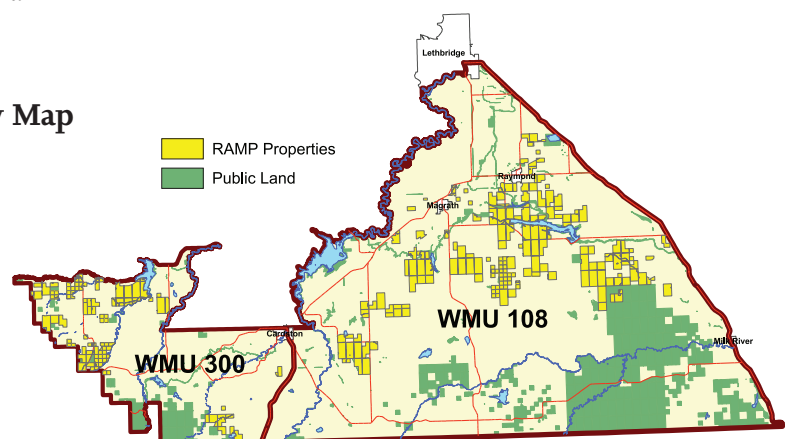 Lethbridge
Map
RAMP Properties
Public Land
Raymond
Magrath
WMU 108
Cardston
Milk River
WMU 300